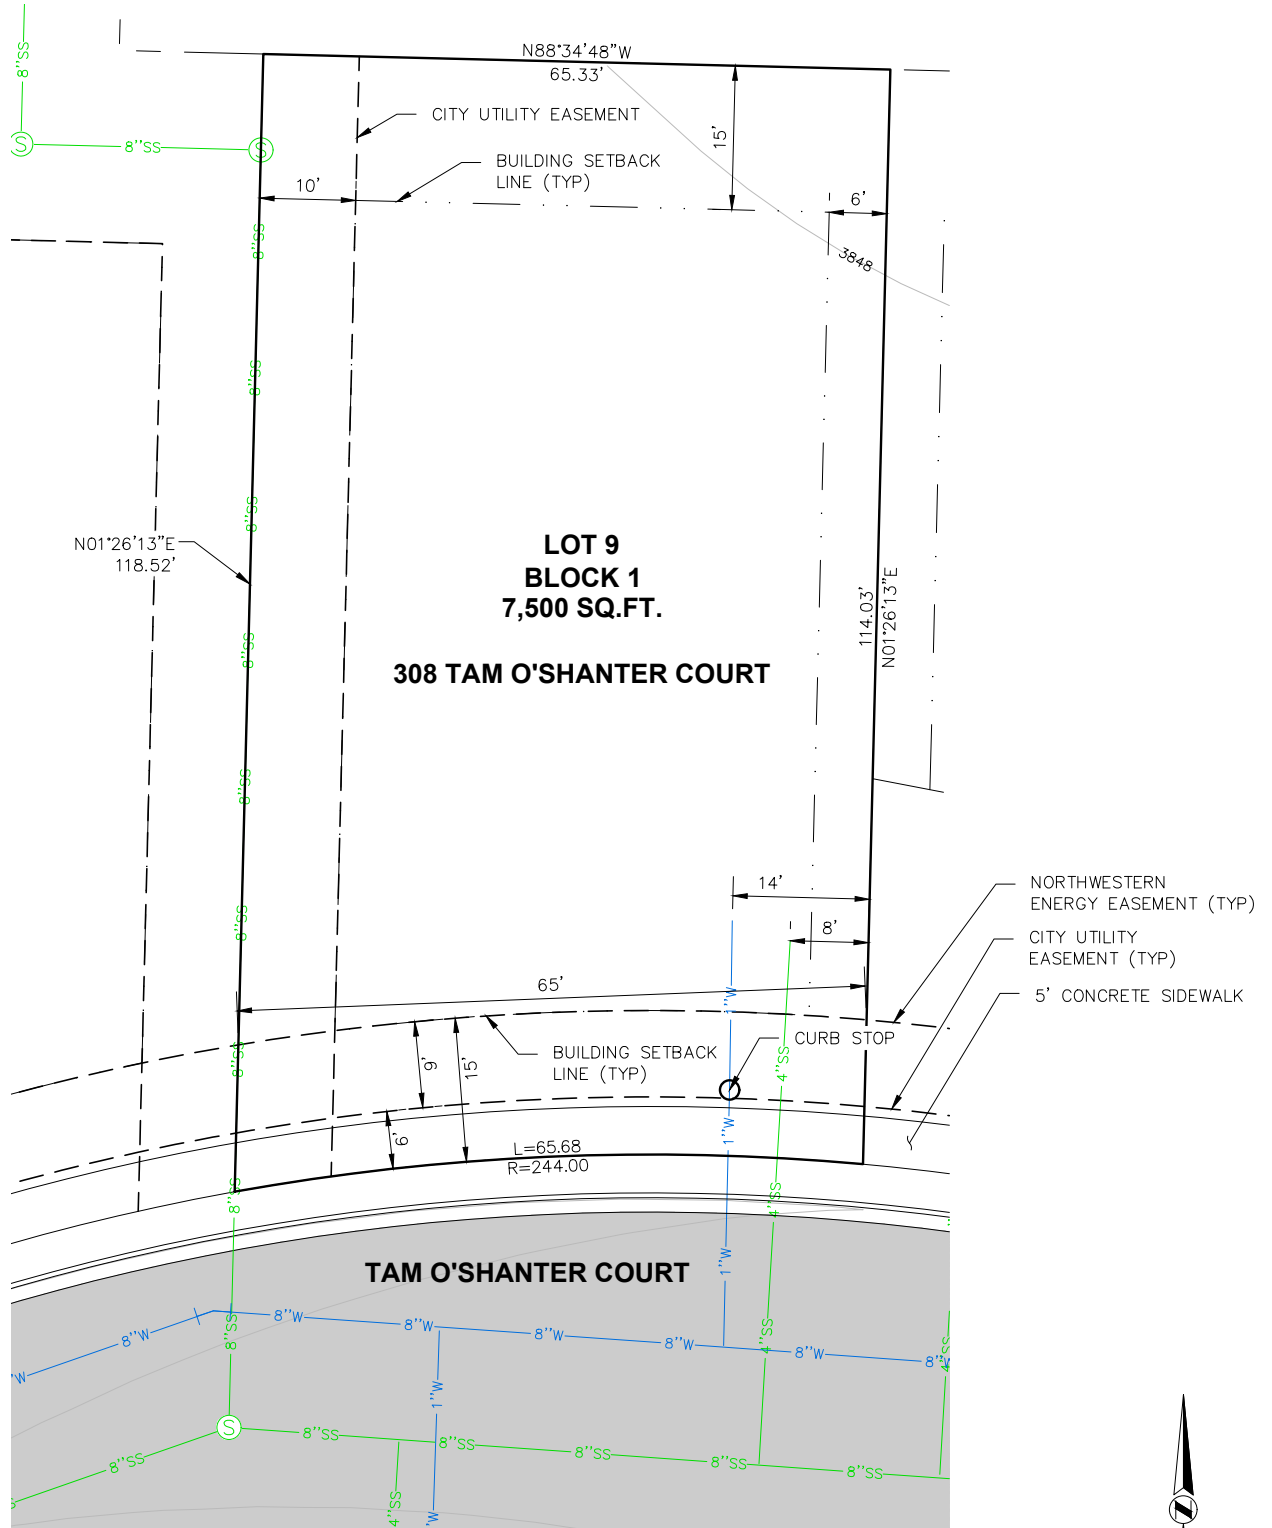 N88°34'48"W
65.33'
8"SS
S
8"SS
S
CITY UTILITY EASEMENT
15'
BUILDING SETBACK
LINE (TYP)
10'
6'
8"SS
3848
8"SS
8"SS
N01°26'13"E
118.52'
LOT 9
BLOCK 1
7,500 SQ.FT.
114.03'
N01°26'13"E
8"SS
308 TAM O'SHANTER COURT
8"SS
14'
NORTHWESTERN
ENERGY EASEMENT (TYP)
8"SS
8'
CITY UTILITY
EASEMENT (TYP)
65'
1"W
5' CONCRETE SIDEWALK
CURB STOP
8"SS
9'
15'
BUILDING SETBACK
LINE (TYP)
4"SS
6'
1"W
L=65.68
R=244.00
8"SS
4"SS
1"W
TAM O'SHANTER COURT
8"W
8"W
8"W
8"W
8"W
8"W
8"W
8"SS
4"SS
4"SS
"W
1"W
S
8"SS
8"SS
8"SS
8"SS
8"SS
8"SS
4"SS
"W
N